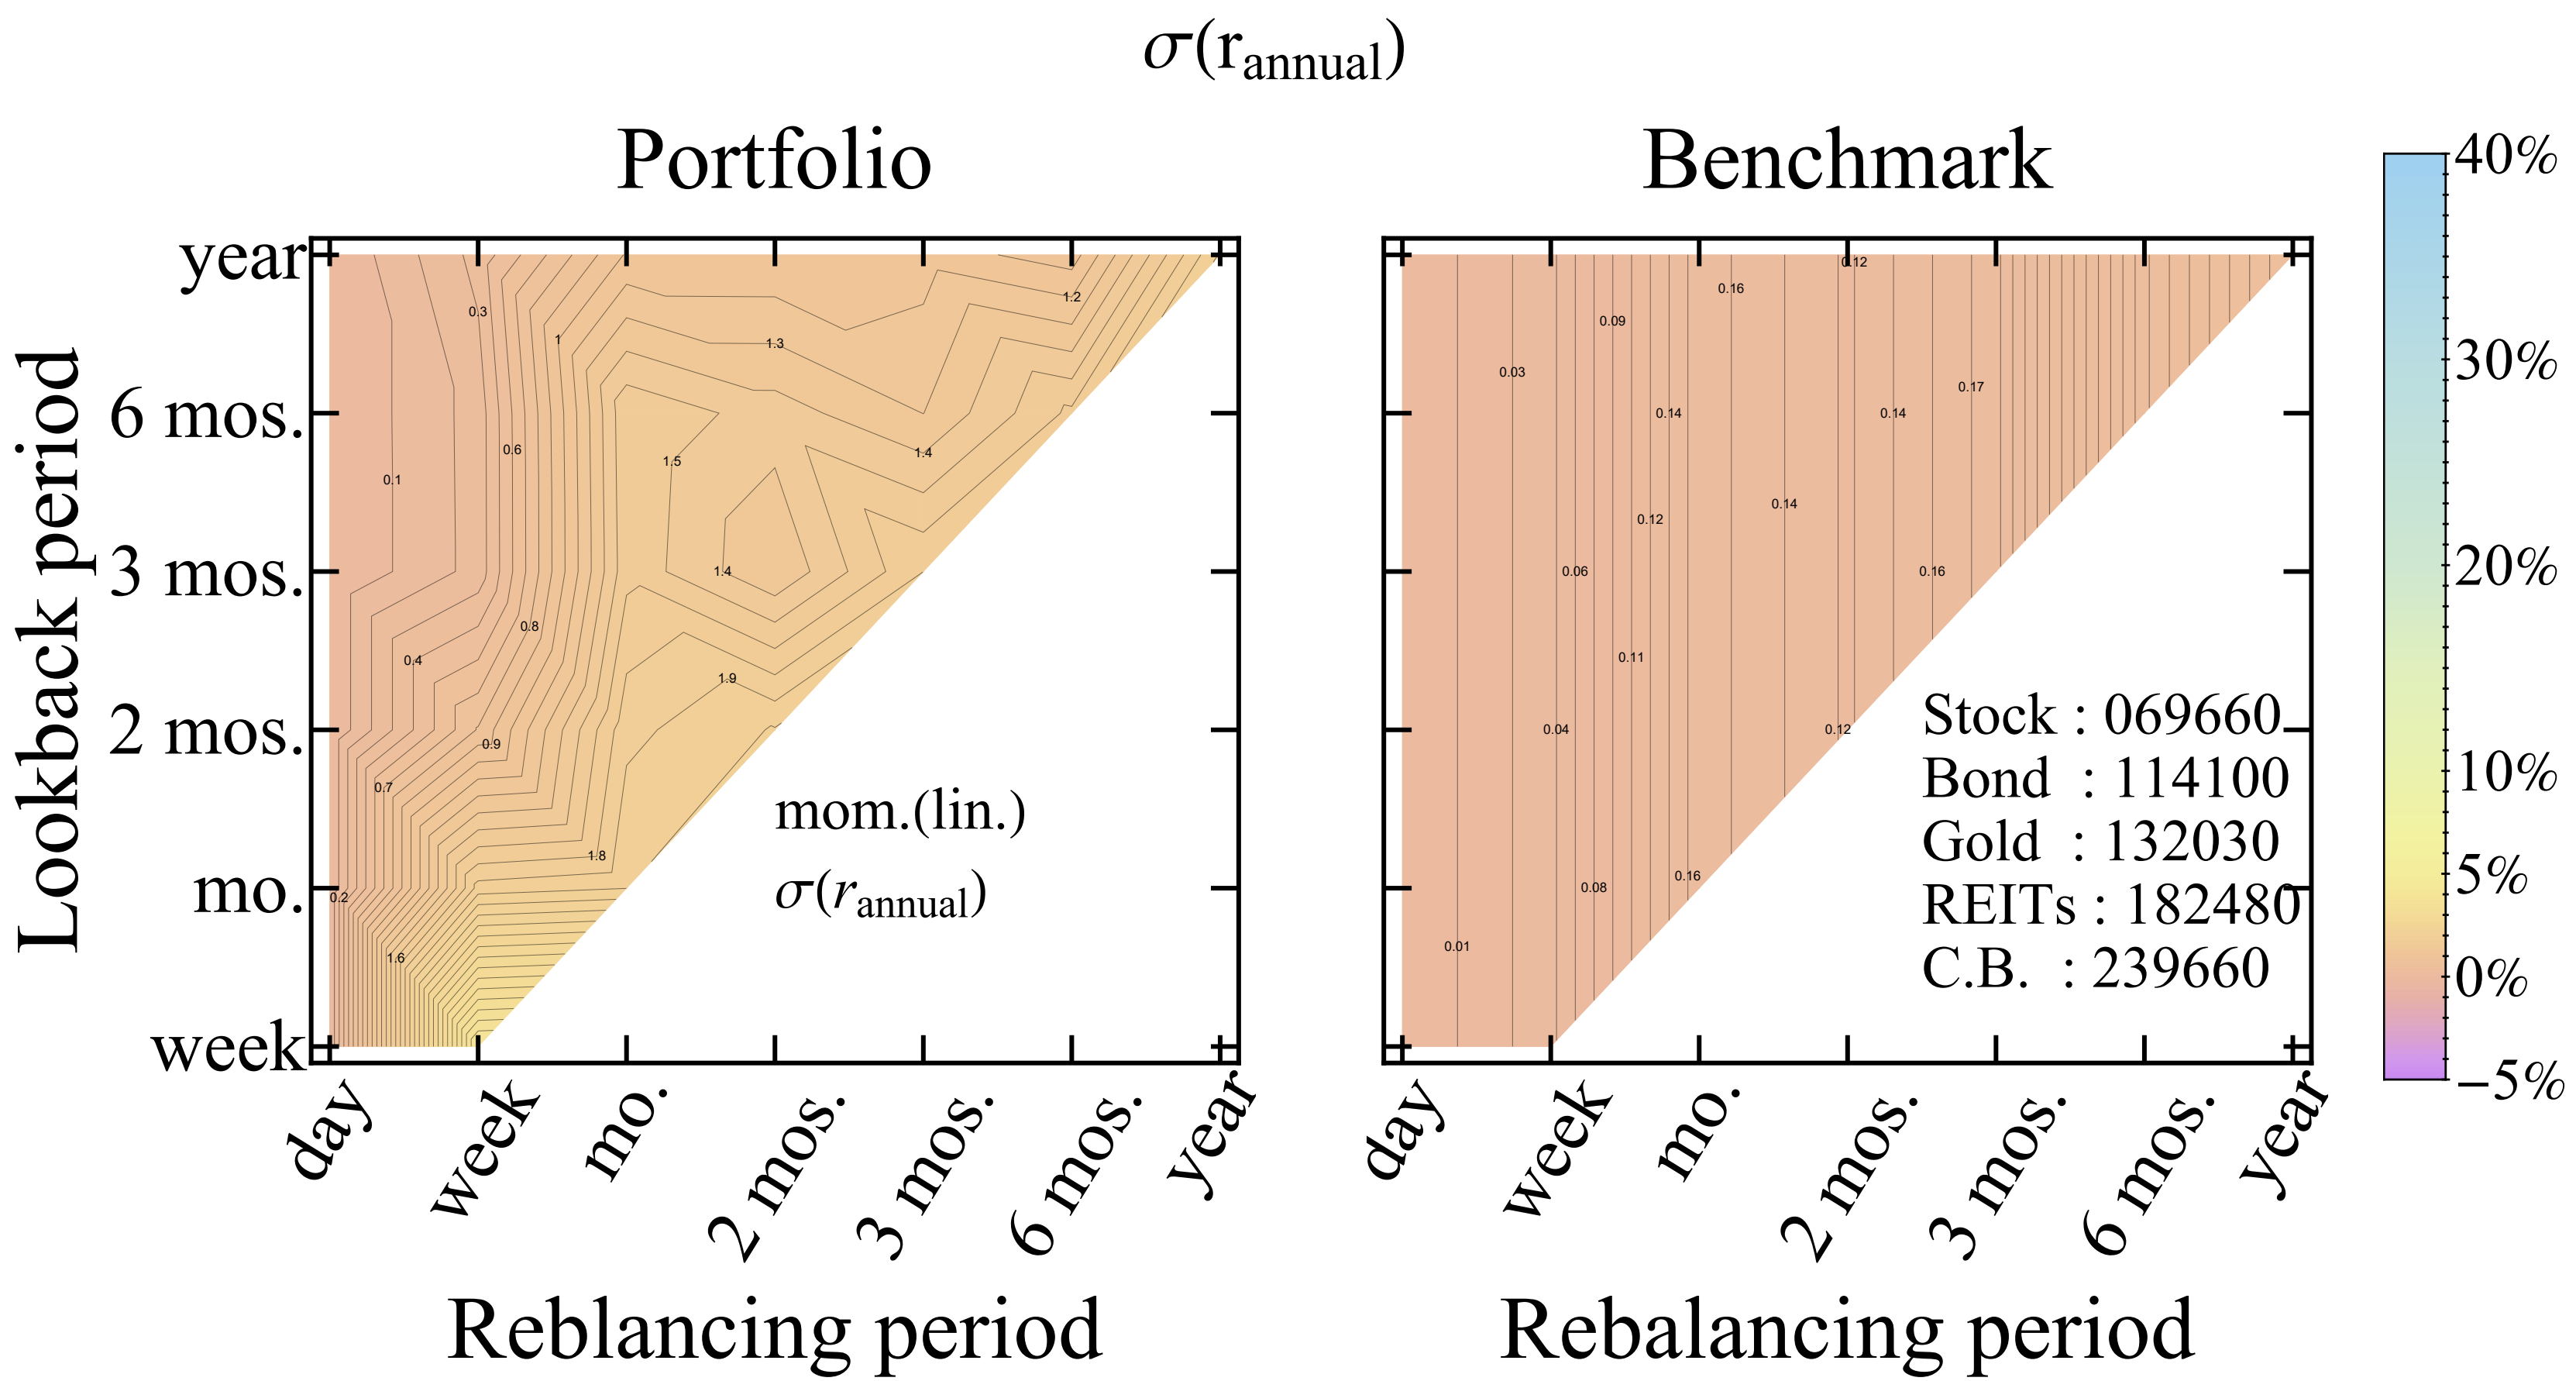 σ(r_annual)
Portfolio
Benchmark
Lookback period
year
6 mos.
3 mos.
2 mos.
mo.
week
0.3
1
1.2
1.3
0.6
1.5
1.4
0.1
1.4
0.8
0.4
1.9
0.9
0.7
1.8
0.2
1.6
mom.(lin.)
σ(r_annual)
day
week
mo.
2 mos.
3 mos.
6 mos.
year
Reblancing period
0.12
0.16
0.09
0.03
0.17
0.14
0.14
0.14
0.12
0.06
0.16
0.11
0.04
0.12
0.16
0.08
0.01
Stock : 069660
Bond : 114100
Gold : 132030
REITs : 182480
C.B. : 239660
day
week
mo.
2 mos.
3 mos.
6 mos.
year
Rebalancing period
40%
30%
20%
10%
5%
0%
−5%